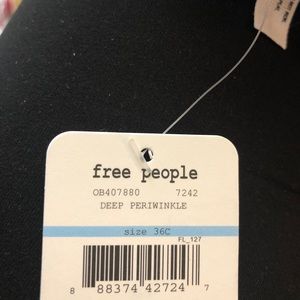 free people
OB407880 7242
DEEP PERIWINKLE
size 36C
FL_127
8 88374 42724 7